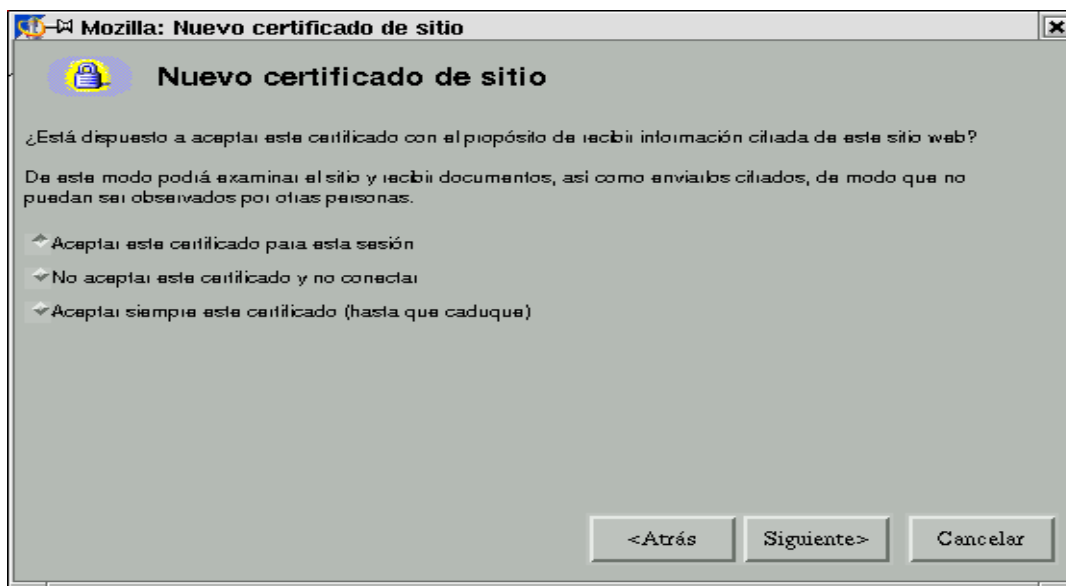 Mozilla: Nuevo certificado de sitio
Nuevo certificado de sitio
¿Está dispuesto a aceptar este certificado con el propósito de recibir información cifrada de este sitio web?
De este modo podrá examinar el sitio y recibir documentos, así como enviarlos cifrados, de modo que no
puedan ser observados por otras personas.
Aceptar este certificado para esta sesión
No aceptar este certificado y no conectar
Aceptar siempre este certificado (hasta que caduque)
<Atrás Siguiente> Cancelar